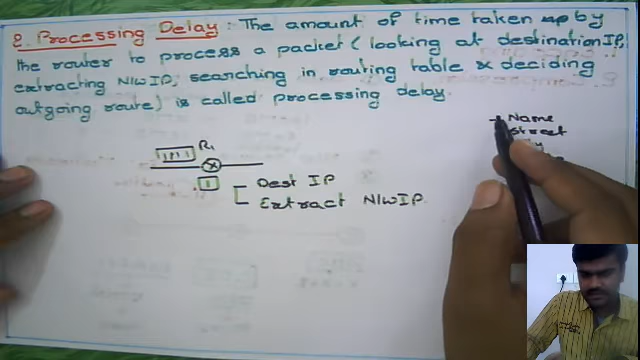 2. Processing Delay: The amount of time taken up by
the router to process a packet (looking at destination IP,
extracting N/W IP, searching in routing table & deciding
outgoing route) is called processing delay.
Name
Street
R1
Dest IP
Extract N/W IP